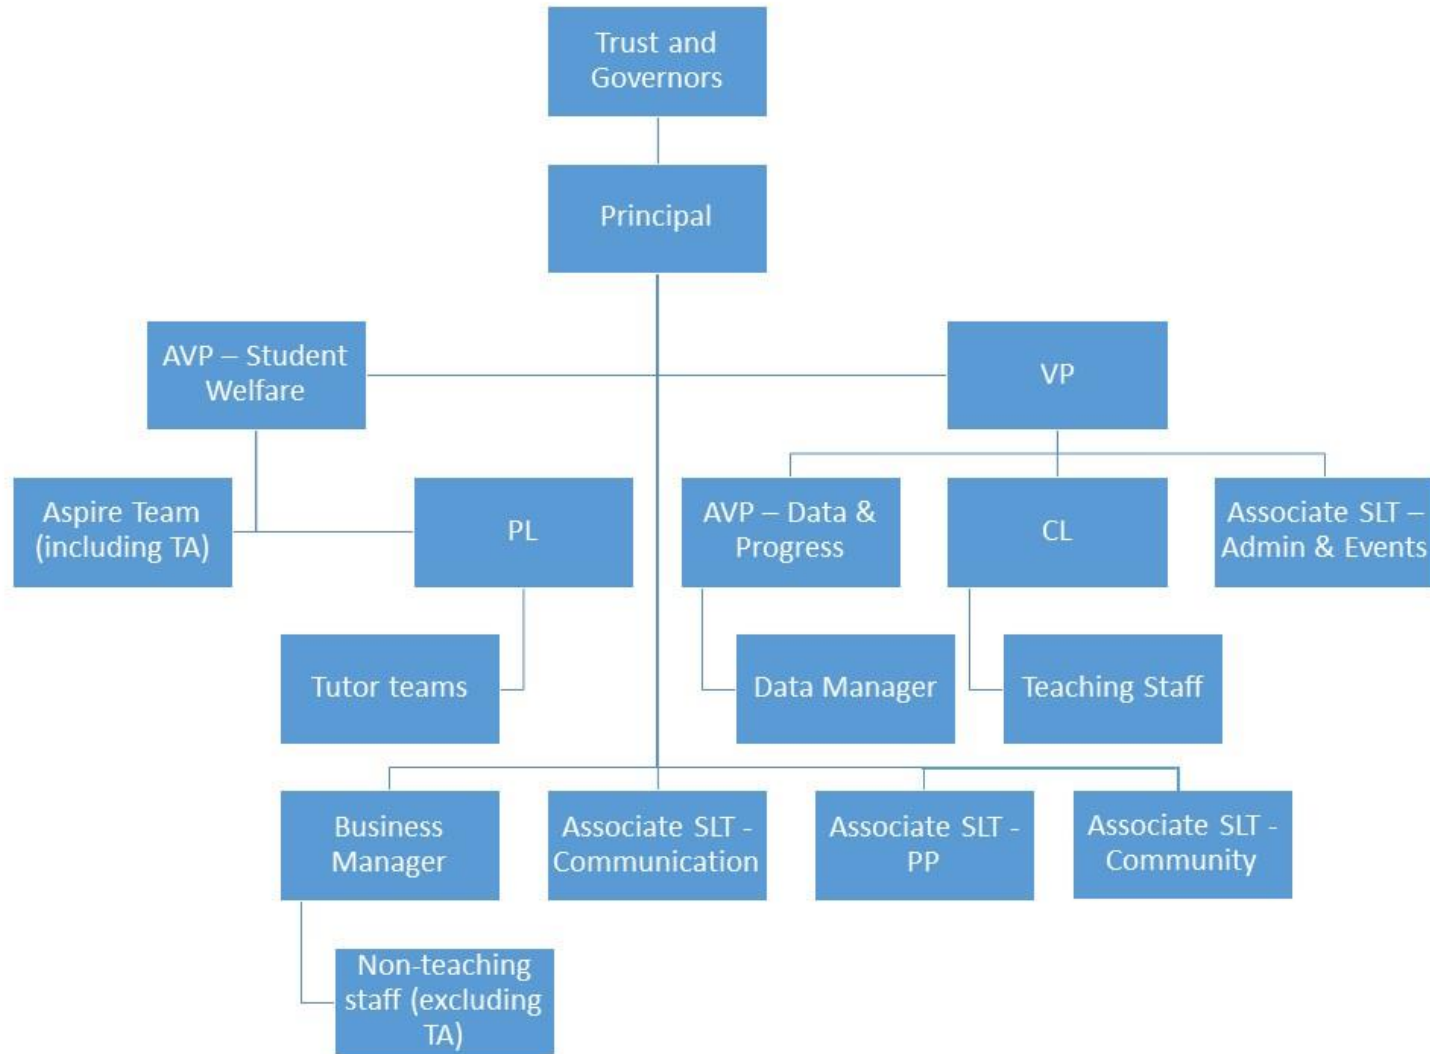 Trust and
Governors
Principal
AVP – Student
Welfare
VP
Aspire Team
(including TA)
PL
AVP – Data &
Progress
CL
Associate SLT –
Admin & Events
Tutor teams
Data Manager
Teaching Staff
Business
Manager
Associate SLT -
Communication
Associate SLT -
PP
Associate SLT -
Community
Non-teaching
staff (excluding
TA)